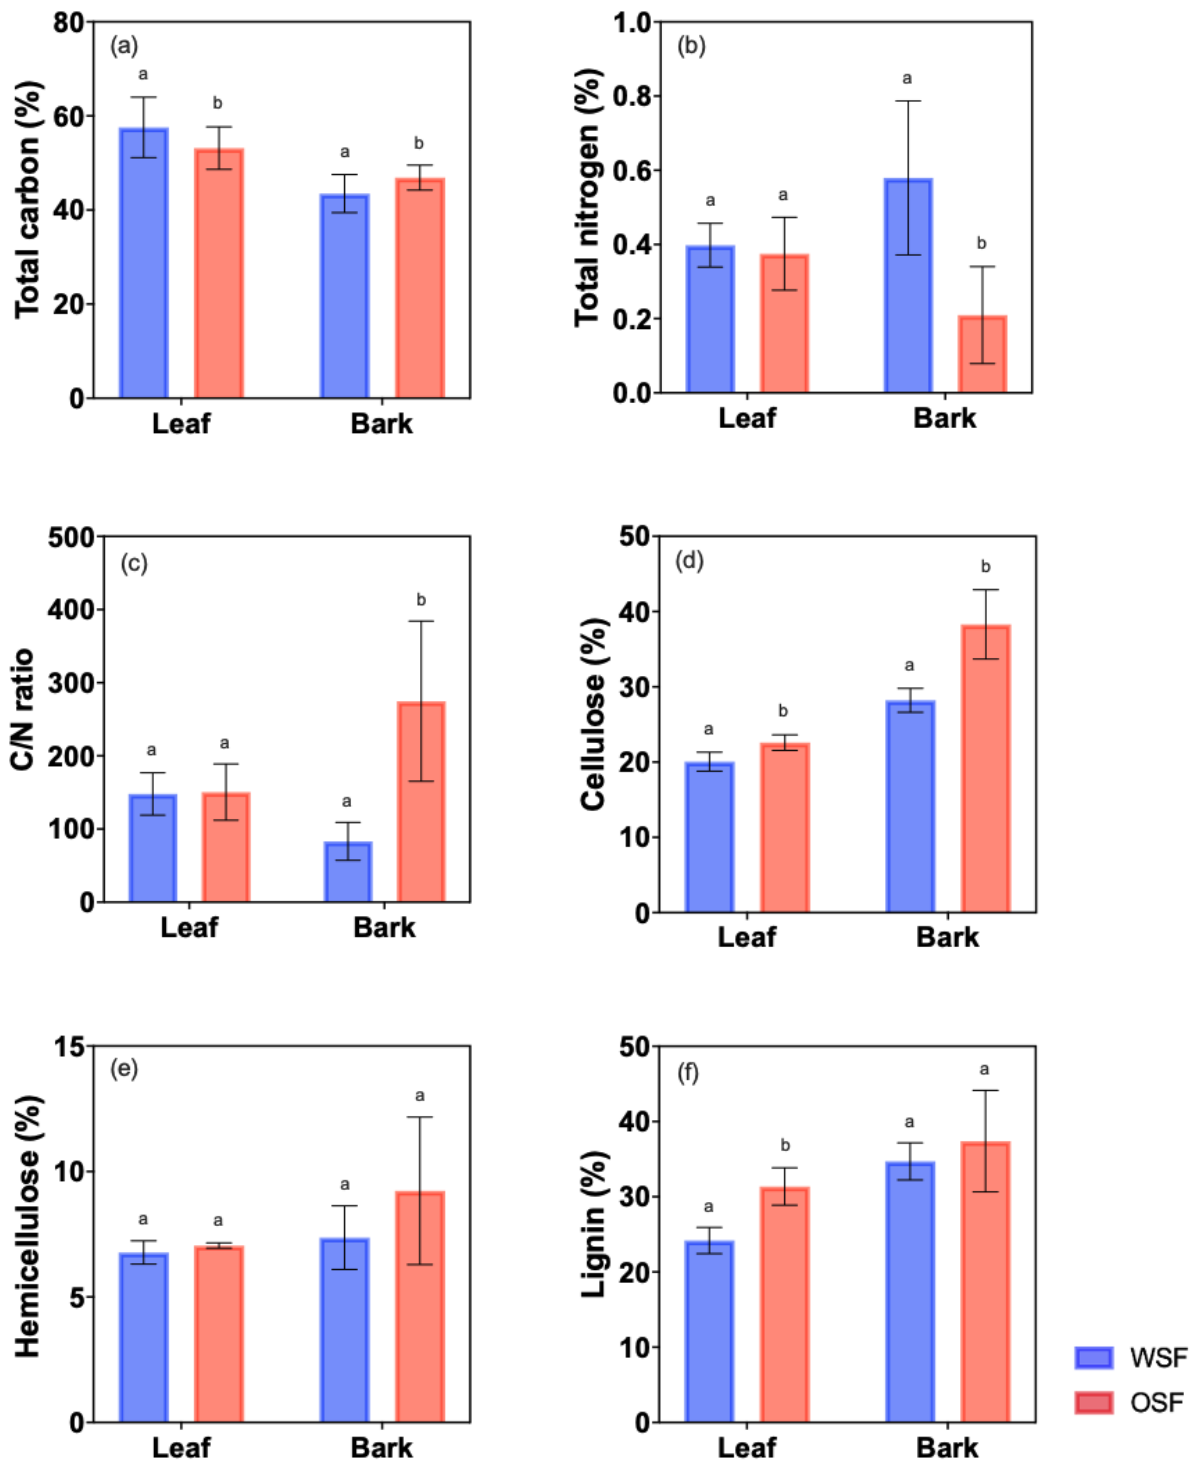 (a)
Total carbon (%)
80
60
40
20
0
a
b
a
b
Leaf
Bark
(b)
Total nitrogen (%)
1.0
0.8
0.6
0.4
0.2
0.0
a
a
a
b
Leaf
Bark
(c)
C/N ratio
500
400
300
200
100
0
a
a
a
b
Leaf
Bark
(d)
Cellulose (%)
50
40
30
20
10
0
a
b
a
b
Leaf
Bark
(e)
Hemicellulose (%)
15
10
5
0
a
a
a
a
Leaf
Bark
(f)
Lignin (%)
50
40
30
20
10
0
a
b
a
a
Leaf
Bark
WSF
OSF